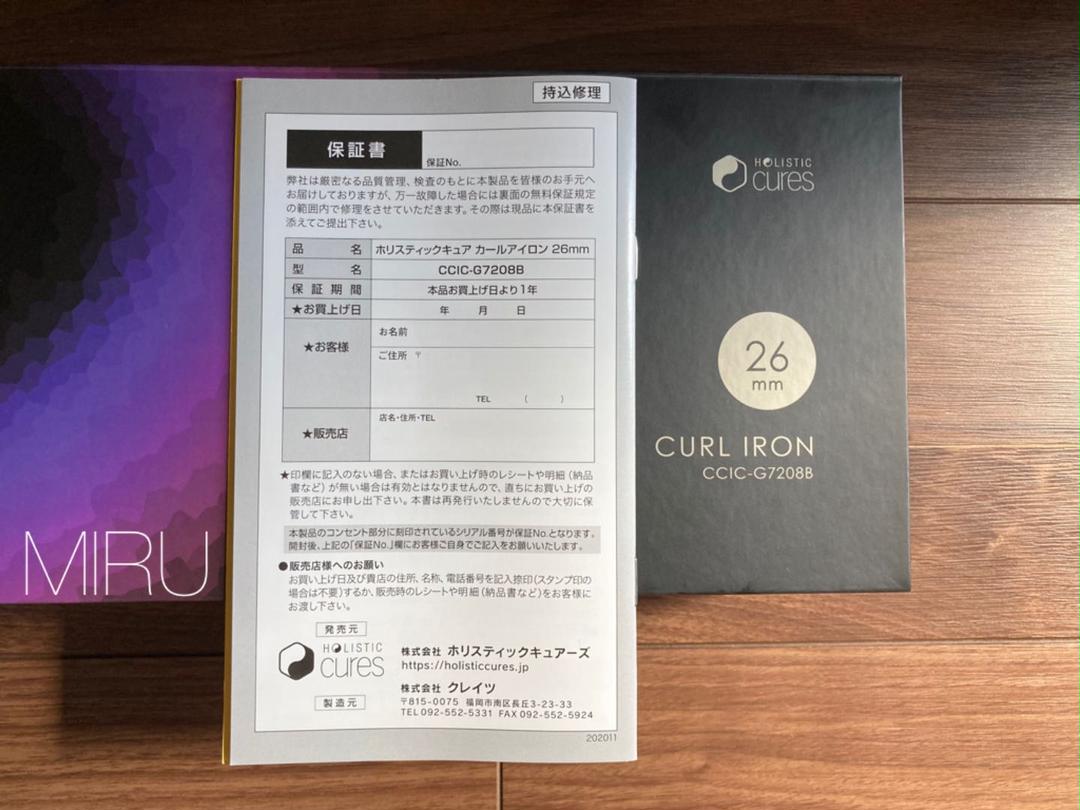 持込修理
保証書
保証No.
弊社は厳密なる品質管理、検査のもとに本製品を皆様のお手元へ
お届けしておりますが、万一故障した場合には裏面の無料保証規定
の範囲内で修理をさせていただきます。その際は現品に本保証書を
添えてご提出下さい。
品名 ホリスティックキュア カールアイロン 26mm
型名 CCIC-G7208B
保証期間 本品お買上げ日より1年
★お買上げ日 年 月 日
★お客様
お名前
ご住所 〒
TEL ( )
★販売店
店名・住所・TEL
★印欄に記入のない場合、またはお買い上げ時のレシートや明細（納品
書など）が無い場合は有効とはなりませんので、直ちにお買い上げの
販売店にお申し出下さい。本書は再発行いたしませんので大切に保
管して下さい。
本製品のコンセント部分に刻印されているシリアル番号が保証No.となります。
開封後、上記の「保証No.」欄にお客様ご自身でご記入をお願いいたします。
●販売店様へのお願い
お買い上げ日及び貴店の住所、名称、電話番号を記入捺印（スタンプ印の
場合は不要）するか、販売時のレシートや明細（納品書など）をお客様に
お渡し下さい。
発売元
HOLISTIC
cures
株式会社 ホリスティックキュアーズ
https://holisticcures.jp
製造元
株式会社 クレイツ
〒815-0075 福岡市南区長丘3-23-33
TEL 092-552-5331 FAX 092-552-5924
202011
MIRU
HOLISTIC
cures
26
mm
CURL IRON
CCIC-G7208B